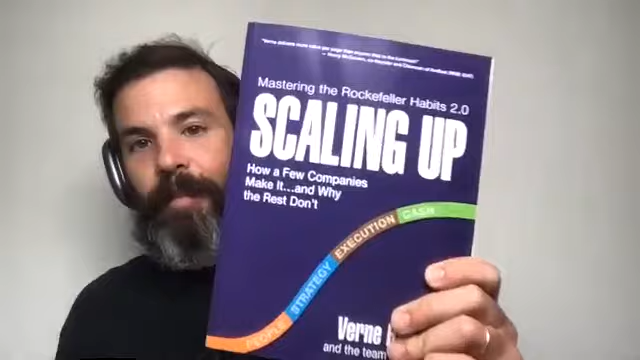 Mastering the Rockefeller Habits 2.0
SCALING UP
How a Few Companies
Make It...and Why
the Rest Don't
PEOPLE STRATEGY EXECUTION CASH
Verne
and the team